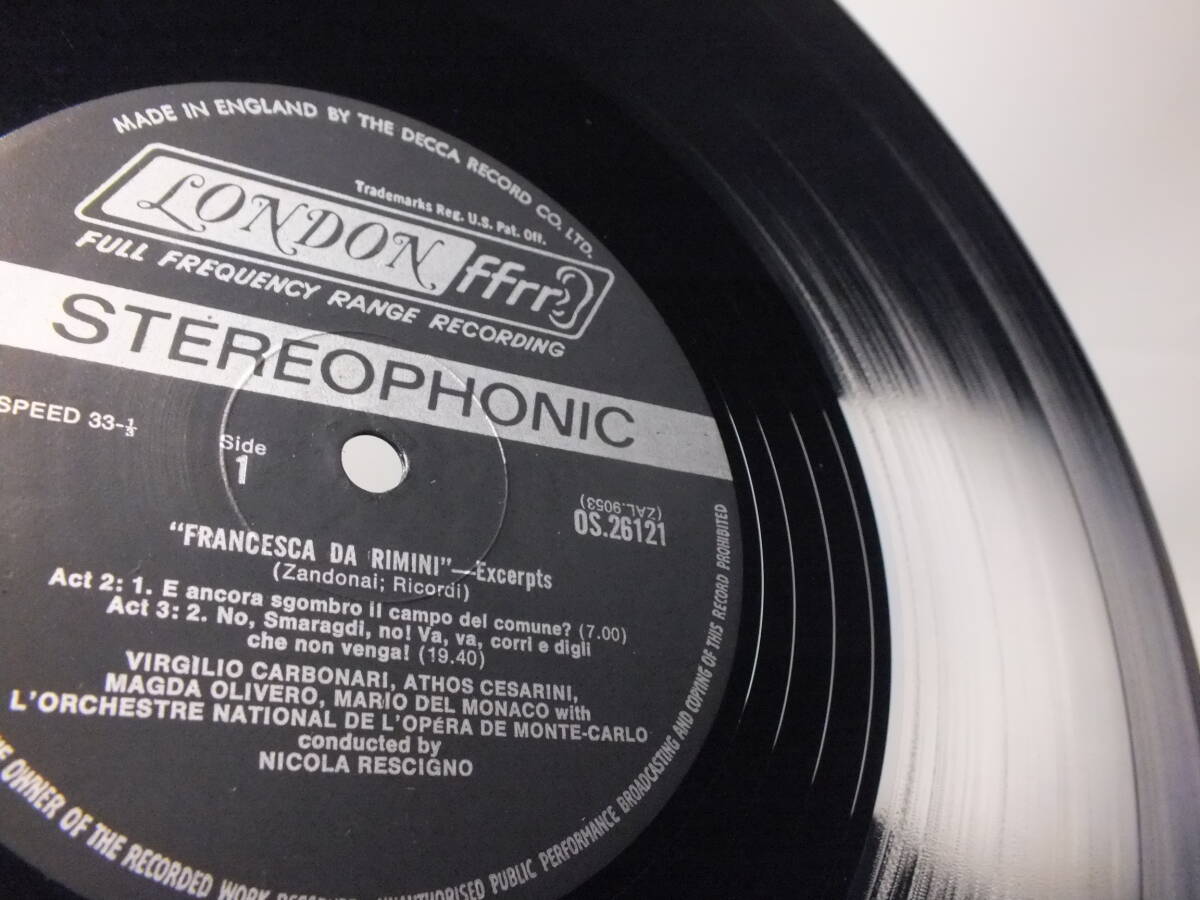 MADE IN ENGLAND BY THE DECCA RECORD CO, LTD.
Trademarks Reg. U.S. Pat. Off.
LONDON ffrr
FULL FREQUENCY RANGE RECORDING
STEREOPHONIC
SPEED 33-⅓
Side
1
(ZAL.9053)
OS.26121
"FRANCESCA DA RIMINI"—Excerpts
(Zandonai; Ricordi)
Act 2: 1. E ancora sgombro il campo del comune? (7.00)
Act 3: 2. No, Smaragdi, no! Va, va, corri e digli
che non venga! (19.40)
VIRGILIO CARBONARI, ATHOS CESARINI,
MAGDA OLIVERO, MARIO DEL MONACO with
L'ORCHESTRE NATIONAL DE L'OPÉRA DE MONTE-CARLO
conducted by
NICOLA RESCIGNO
OWNER OF THE RECORDED WORK UNAUTHORISED PUBLIC PERFORMANCE BROADCASTING AND COPYING OF THIS RECORD PROHIBITED